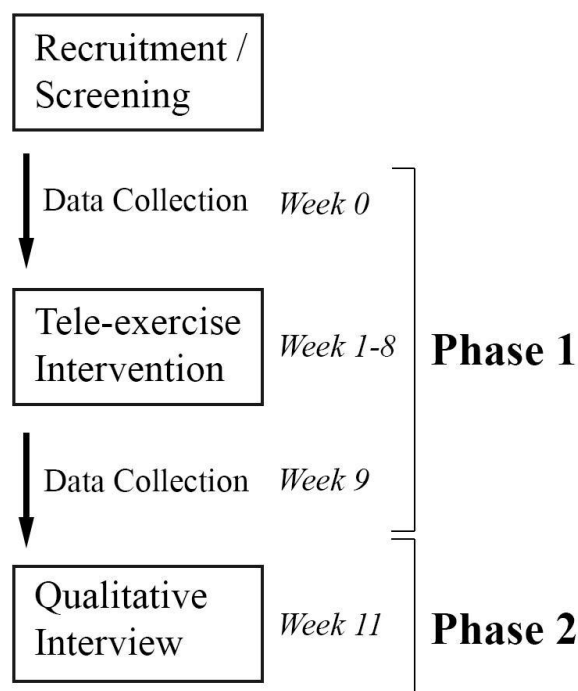 Recruitment /
Screening
Data Collection
Week 0
Tele-exercise
Intervention
Week 1-8
Phase 1
Data Collection
Week 9
Qualitative
Interview
Week 11
Phase 2